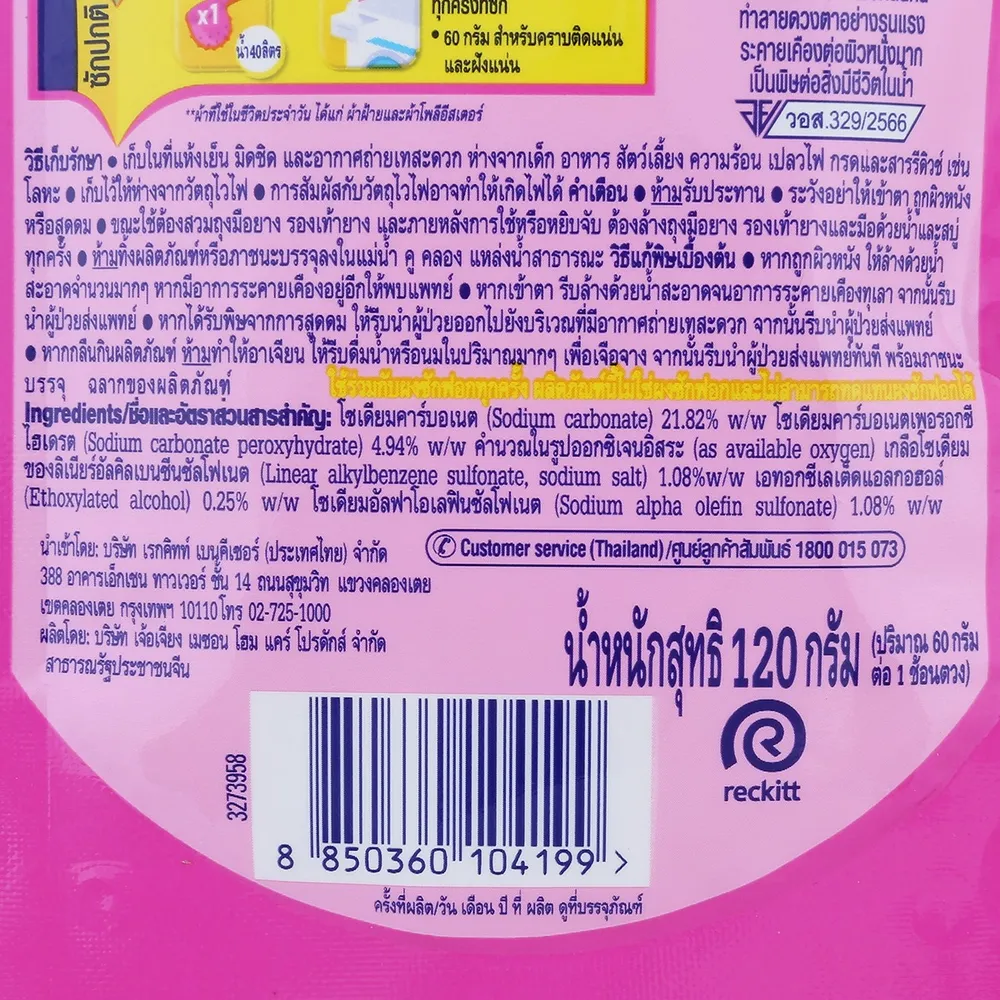 ซักปกติ
x1
น้ำ 40 ลิตร
ทุกครั้งที่ซัก
• 60 กรัม สำหรับคราบติดแน่น
และฝังแน่น
**ผ้าที่ใช้ในชีวิตประจำวัน ได้แก่ ผ้าฝ้ายและผ้าโพลีอีสเตอร์
ทำลายดวงตาอย่างรุนแรง
ระคายเคืองต่อผิวหนังมาก
เป็นพิษต่อสิ่งมีชีวิตในน้ำ
วอส.329/2566
วิธีเก็บรักษา ● เก็บในที่แห้งเย็น มิดชิด และอากาศถ่ายเทสะดวก ห่างจากเด็ก อาหาร สัตว์เลี้ยง ความร้อน เปลวไฟ กรดและสารรีดิวซ์ เช่น
โลหะ ● เก็บไว้ให้ห่างจากวัตถุไวไฟ ● การสัมผัสกับวัตถุไวไฟอาจทำให้เกิดไฟได้ คำเตือน ● ห้ามรับประทาน ● ระวังอย่าให้เข้าตา ถูกผิวหนัง
หรือสูดดม ● ขณะใช้ต้องสวมถุงมือยาง รองเท้ายาง และภายหลังการใช้หรือหยิบจับ ต้องล้างถุงมือยาง รองเท้ายางและมือด้วยน้ำและสบู่
ทุกครั้ง ● ห้ามทิ้งผลิตภัณฑ์หรือภาชนะบรรจุลงในแม่น้ำ คู คลอง แหล่งน้ำสาธารณะ วิธีแก้พิษเบื้องต้น ● หากถูกผิวหนัง ให้ล้างด้วยน้ำ
สะอาดจำนวนมากๆ หากมีอาการระคายเคืองอยู่อีกให้พบแพทย์ ● หากเข้าตา รีบล้างด้วยน้ำสะอาดจนอาการระคายเคืองทุเลา จากนั้นรีบ
นำผู้ป่วยส่งแพทย์ ● หากได้รับพิษจากการสูดดม ให้รีบนำผู้ป่วยออกไปยังบริเวณที่มีอากาศถ่ายเทสะดวก จากนั้นรีบนำผู้ป่วยส่งแพทย์
● หากกลืนกินผลิตภัณฑ์ ห้ามทำให้อาเจียน ให้รีบดื่มน้ำหรือนมในปริมาณมากๆ เพื่อเจือจาง จากนั้นรีบนำผู้ป่วยส่งแพทย์ทันที พร้อมภาชนะ
บรรจุ ฉลากของผลิตภัณฑ์ ใช้ร่วมกับผงซักฟอกทุกครั้ง ผลิตภัณฑ์นี้ไม่ใช่ผงซักฟอกและไม่สามารถทดแทนผงซักฟอกได้
Ingredients/ชื่อและอัตราส่วนสารสำคัญ: โซเดียมคาร์บอเนต (Sodium carbonate) 21.82% w/w โซเดียมคาร์บอเนตเพอรอกซี
ไฮเดรต (Sodium carbonate peroxyhydrate) 4.94% w/w คำนวณในรูปออกซิเจนอิสระ (as available oxygen) เกลือโซเดียม
ของลิเนียร์อัลคิลเบนซีนซัลโฟเนต (Linear alkylbenzene sulfonate, sodium salt) 1.08%w/w เอทอกซีเลเต็ดแอลกอฮอล์
(Ethoxylated alcohol) 0.25% w/w โซเดียมอัลฟาโอเลฟินซัลโฟเนต (Sodium alpha olefin sulfonate) 1.08% w/w
นำเข้าโดย: บริษัท เรกคิทท์ เบนคีเซอร์ (ประเทศไทย) จำกัด
388 อาคารเอ็กเชน ทาวเวอร์ ชั้น 14 ถนนสุขุมวิท แขวงคลองเตย
เขตคลองเตย กรุงเทพฯ 10110 โทร 02-725-1000
ผลิตโดย: บริษัท เจ้อเจียง เมซอน โฮม แคร์ โปรดักส์ จำกัด
สาธารณรัฐประชาชนจีน
Customer service (Thailand) /ศูนย์ลูกค้าสัมพันธ์ 1800 015 073
น้ำหนักสุทธิ 120 กรัม (ปริมาณ 60 กรัม
ต่อ 1 ช้อนตวง)
reckitt
3273958
8 850360 104199 >
ครั้งที่ผลิต/วัน เดือน ปี ที่ ผลิต ดูที่บรรจุภัณฑ์